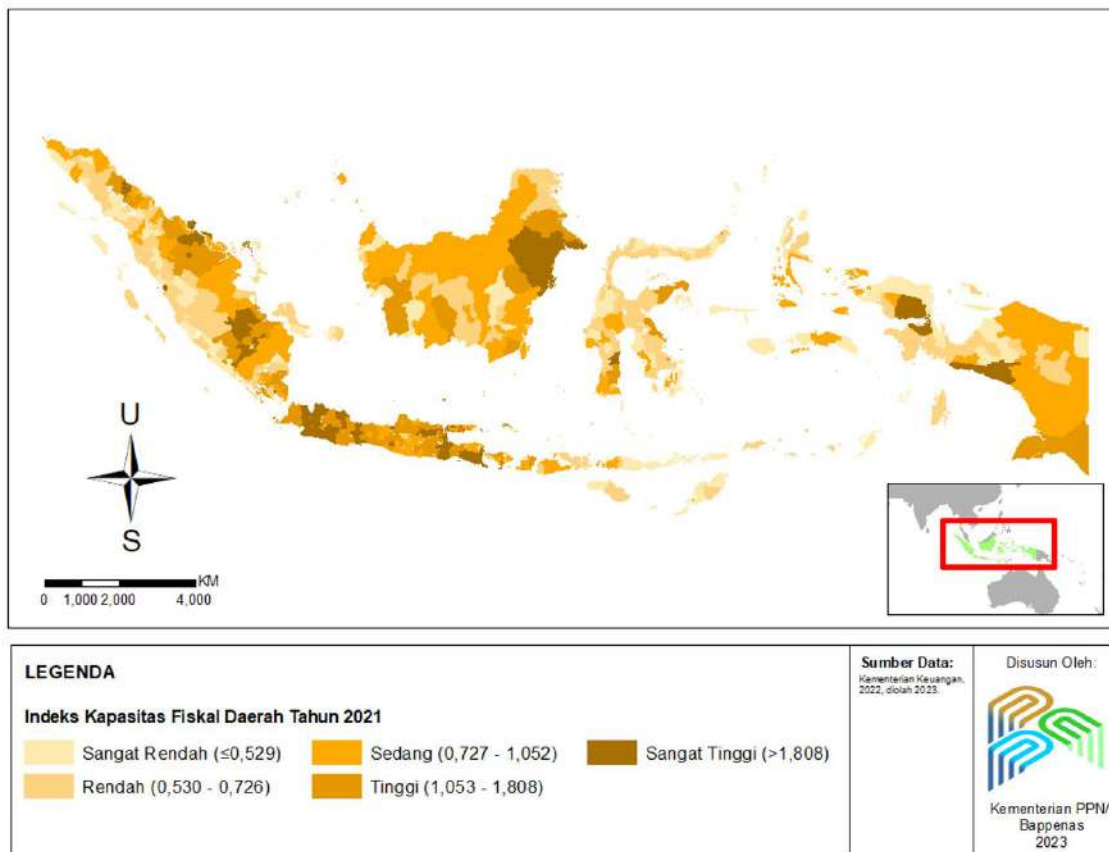 U
S
KM
0 1,000 2,000 4,000
LEGENDA
Indeks Kapasitas Fiskal Daerah Tahun 2021
Sangat Rendah (≤0,529)
Rendah (0,530 - 0,726)
Sedang (0,727 - 1,052)
Tinggi (1,053 - 1,808)
Sangat Tinggi (>1,808)
Sumber Data:
Kementerian Keuangan,
2022, diolah 2023.
Disusun Oleh:
Kementerian PPN/
Bappenas
2023